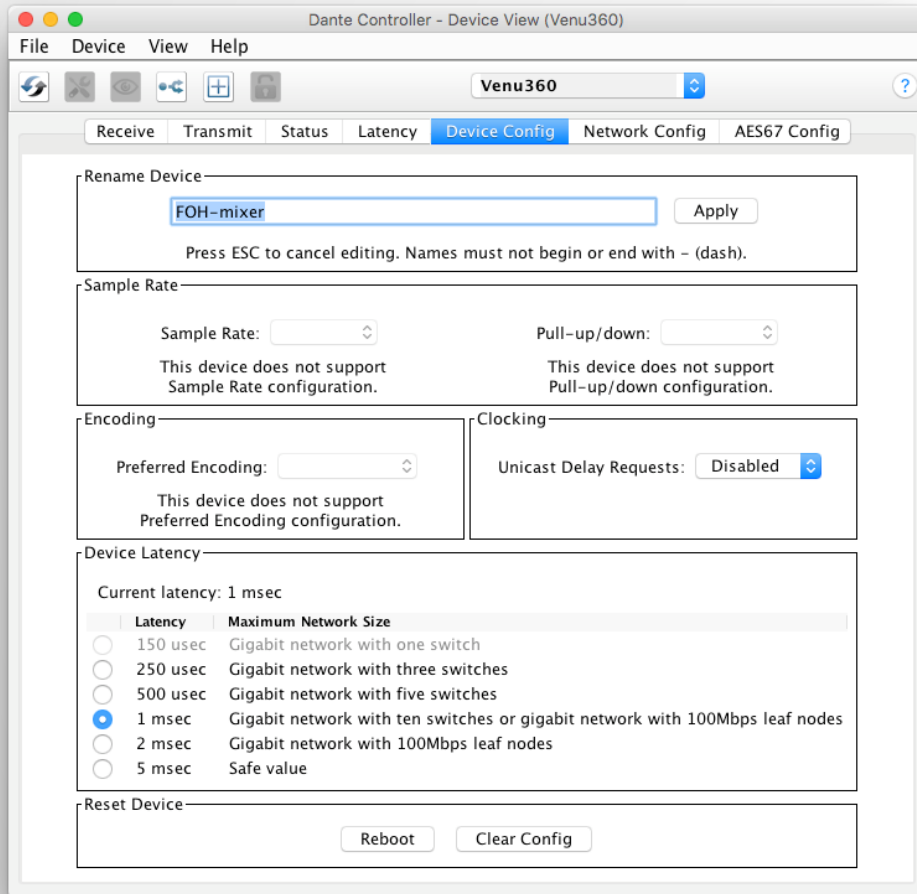 Dante Controller - Device View (Venu360)
File Device View Help
Venu360
?
Receive Transmit Status Latency Device Config Network Config AES67 Config
Rename Device
FOH-mixer
Apply
Press ESC to cancel editing. Names must not begin or end with - (dash).
Sample Rate
Sample Rate: Pull-up/down:
This device does not support This device does not support
Sample Rate configuration. Pull-up/down configuration.
Encoding Clocking
Preferred Encoding: Unicast Delay Requests: Disabled
This device does not support
Preferred Encoding configuration.
Device Latency
Current latency: 1 msec
Latency Maximum Network Size
150 usec Gigabit network with one switch
250 usec Gigabit network with three switches
500 usec Gigabit network with five switches
1 msec Gigabit network with ten switches or gigabit network with 100Mbps leaf nodes
2 msec Gigabit network with 100Mbps leaf nodes
5 msec Safe value
Reset Device
Reboot Clear Config